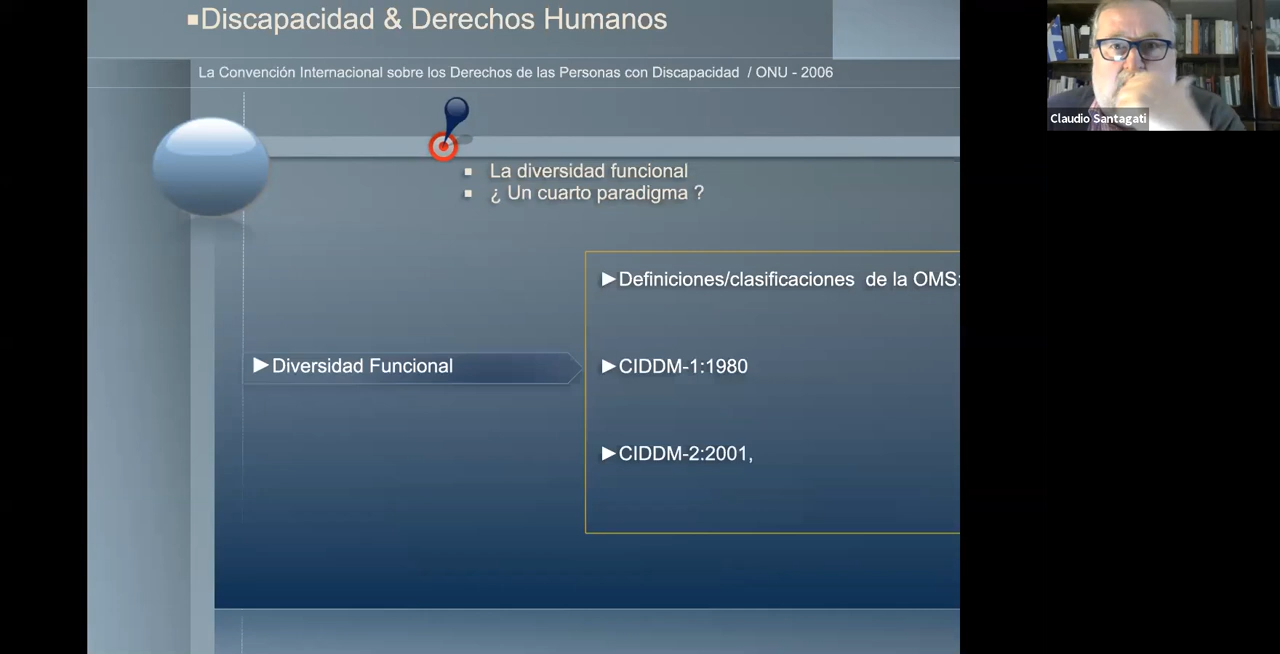 ▪Discapacidad & Derechos Humanos
La Convención Internacional sobre los Derechos de las Personas con Discapacidad / ONU - 2006
Claudio Santagati
▪ La diversidad funcional
▪ ¿ Un cuarto paradigma ?
►Definiciones/clasificaciones de la OMS:
►Diversidad Funcional
►CIDDM-1:1980
►CIDDM-2:2001,